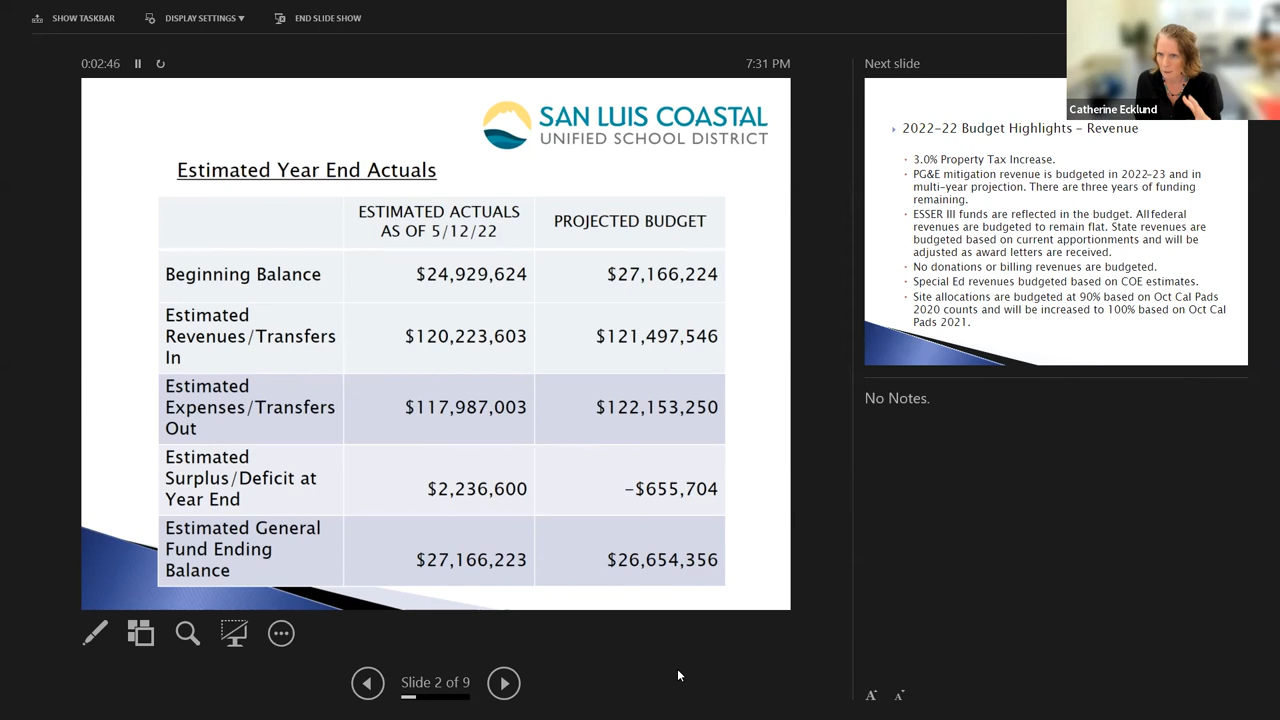 SHOW TASKBAR
DISPLAY SETTINGS ▾
END SLIDE SHOW
0:02:46
7:31 PM
SAN LUIS COASTAL
UNIFIED SCHOOL DISTRICT
Estimated Year End Actuals
ESTIMATED ACTUALS
AS OF 5/12/22
PROJECTED BUDGET
Beginning Balance
$24,929,624
$27,166,224
Estimated
Revenues/Transfers
In
$120,223,603
$121,497,546
Estimated
Expenses/Transfers
Out
$117,987,003
$122,153,250
Estimated
Surplus/Deficit at
Year End
$2,236,600
-$655,704
Estimated General
Fund Ending
Balance
$27,166,223
$26,654,356
Slide 2 of 9
Next slide
Catherine Ecklund
2022-22 Budget Highlights - Revenue
3.0% Property Tax Increase.
PG&E mitigation revenue is budgeted in 2022-23 and in
multi-year projection. There are three years of funding
remaining.
ESSER III funds are reflected in the budget. All federal
revenues are budgeted to remain flat. State revenues are
budgeted based on current apportionments and will be
adjusted as award letters are received.
No donations or billing revenues are budgeted.
Special Ed revenues budgeted based on COE estimates.
Site allocations are budgeted at 90% based on Oct Cal Pads
2020 counts and will be increased to 100% based on Oct Cal
Pads 2021.
No Notes.
A A